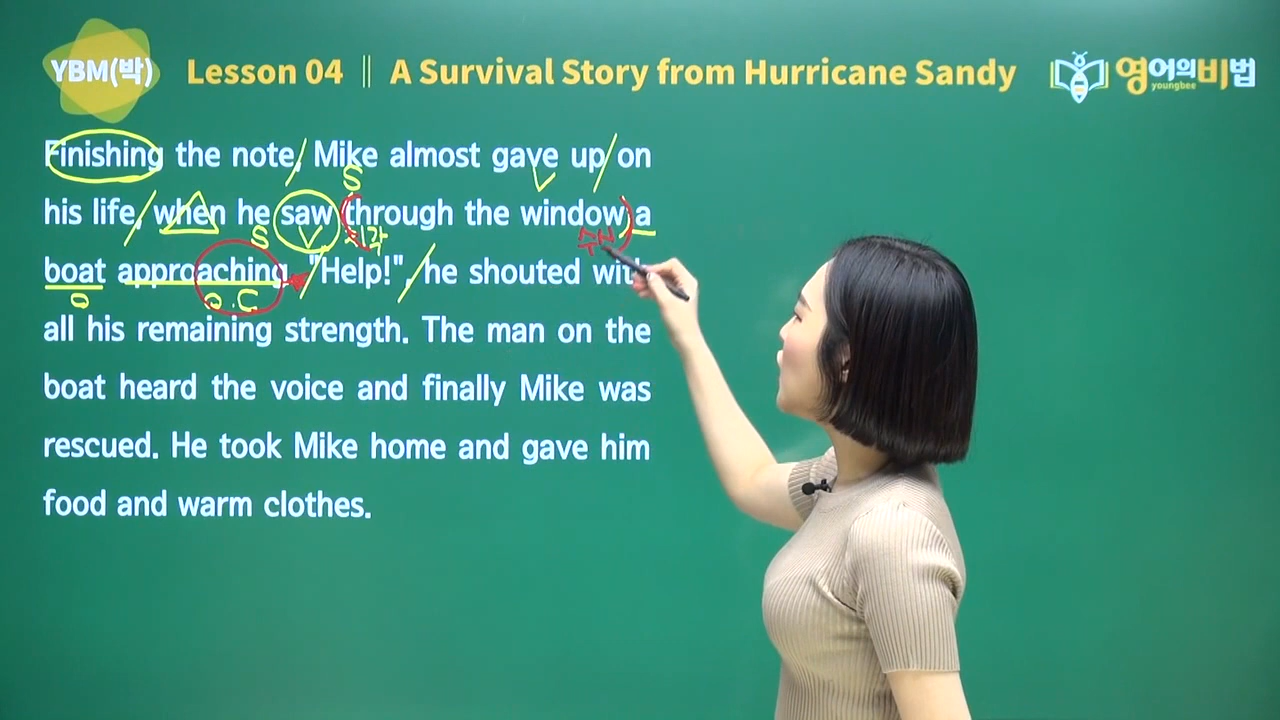 YBM(박)
Lesson 04 || A Survival Story from Hurricane Sandy
영어의비법
youngbee
Finishing the note, Mike almost gave up on
S
V
his life, when he saw through the window, a
S V 지각
boat approaching. "Help!", he shouted with
O O.C
all his remaining strength. The man on the
boat heard the voice and finally Mike was
rescued. He took Mike home and gave him
food and warm clothes.